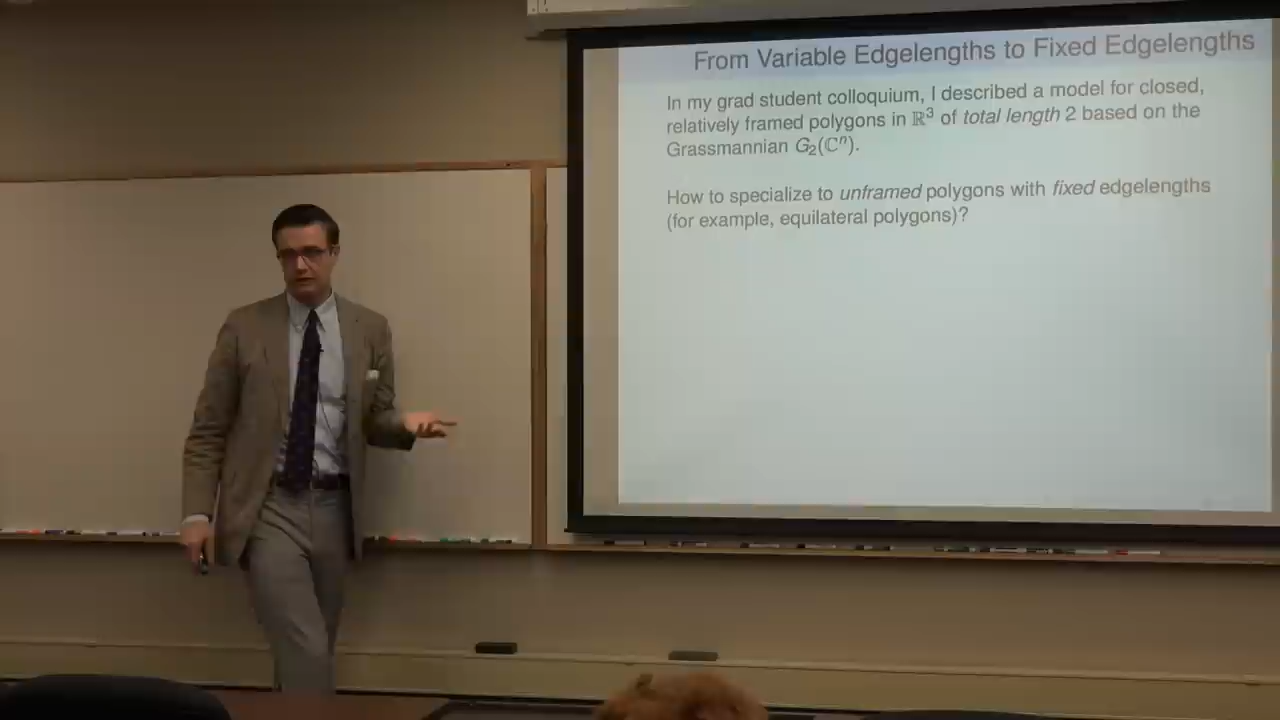 From Variable Edgelengths to Fixed Edgelengths
In my grad student colloquium, I described a model for closed,
relatively framed polygons in ℝ³ of total length 2 based on the
Grassmannian G₂(ℂⁿ).
How to specialize to unframed polygons with fixed edgelengths
(for example, equilateral polygons)?